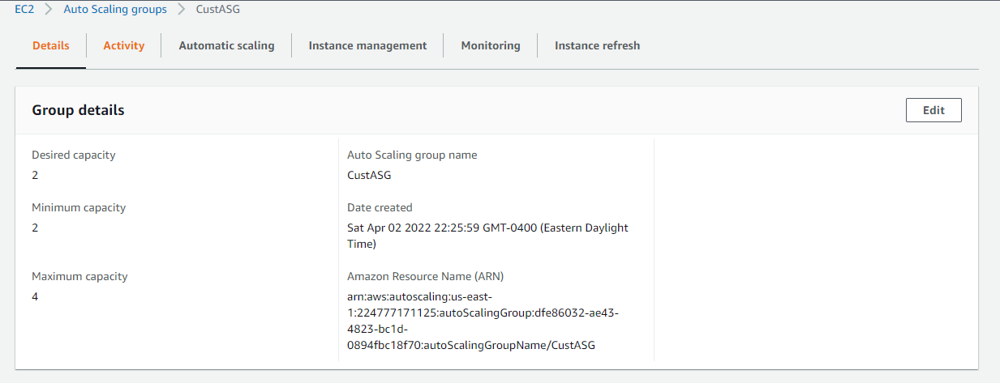 EC2 > Auto Scaling groups > CustASG
Details
Activity
Automatic scaling
Instance management
Monitoring
Instance refresh
Group details
Edit
Desired capacity
2
Minimum capacity
2
Maximum capacity
4
Auto Scaling group name
CustASG
Date created
Sat Apr 02 2022 22:25:59 GMT-0400 (Eastern Daylight
Time)
Amazon Resource Name (ARN)
arn:aws:autoscaling:us-east-
1:224777171125:autoScalingGroup:dfe86032-ae43-
4823-bc1d-
0894fbc18f70:autoScalingGroupName/CustASG